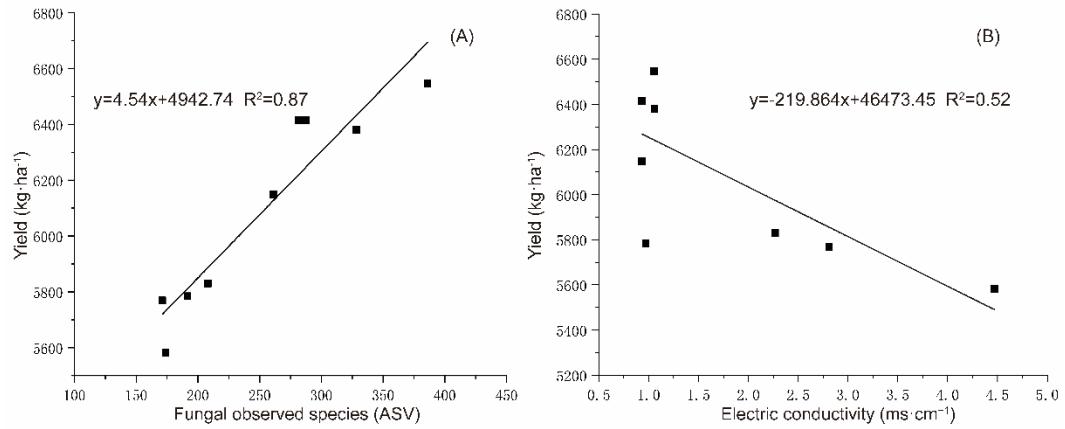 6800
6600
6400
6200
6000
5800
5600
Yield (kg·ha⁻¹)
(A)
y=4.54x+4942.74 R²=0.87
100 150 200 250 300 350 400 450
Fungal observed species (ASV)
6800
6600
6400
6200
6000
5800
5600
5400
5200
Yield (kg·ha⁻¹)
(B)
y=-219.864x+46473.45 R²=0.52
0.5 1.0 1.5 2.0 2.5 3.0 3.5 4.0 4.5 5.0
Electric conductivity (ms·cm⁻¹)